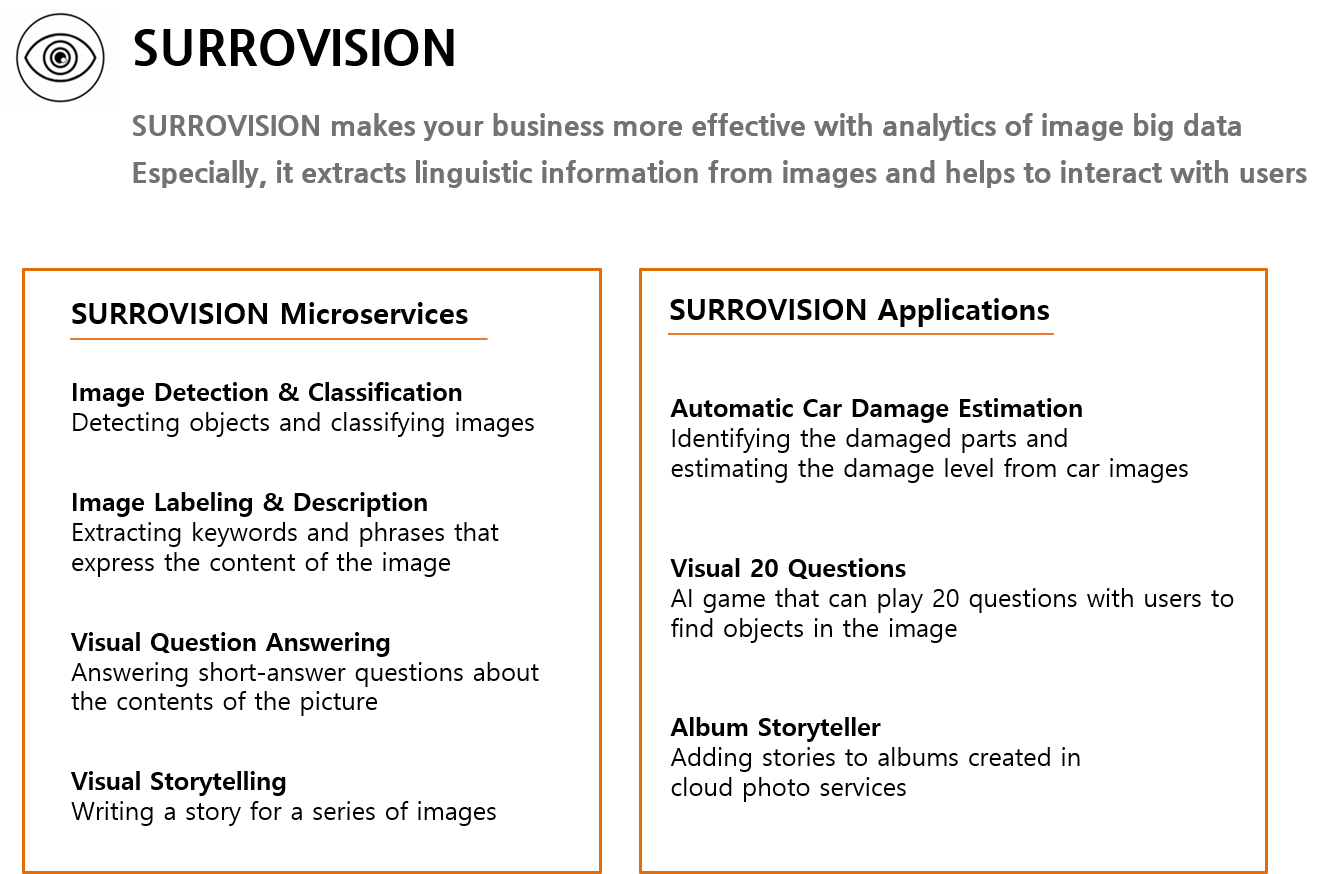 SURROVISION
SURROVISION makes your business more effective with analytics of image big data
Especially, it extracts linguistic information from images and helps to interact with users
SURROVISION Microservices
Image Detection & Classification
Detecting objects and classifying images
Image Labeling & Description
Extracting keywords and phrases that
express the content of the image
Visual Question Answering
Answering short-answer questions about
the contents of the picture
Visual Storytelling
Writing a story for a series of images
SURROVISION Applications
Automatic Car Damage Estimation
Identifying the damaged parts and
estimating the damage level from car images
Visual 20 Questions
AI game that can play 20 questions with users to
find objects in the image
Album Storyteller
Adding stories to albums created in
cloud photo services